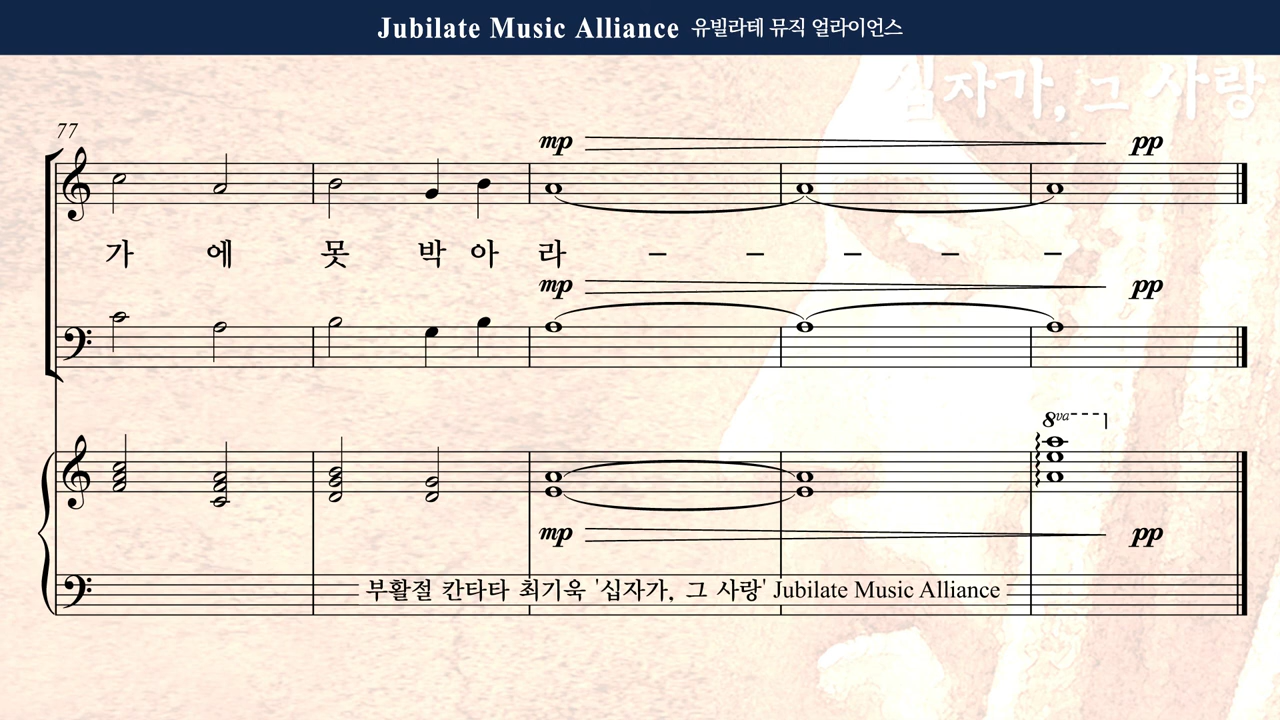 Jubilate Music Alliance 유빌라테 뮤직 얼라이언스
십자가, 그 사랑
77
mp pp
가 에 못 박 아 라 – – – – –
mp pp
8va
mp pp
부활절 칸타타 최기욱 '십자가, 그 사랑' Jubilate Music Alliance